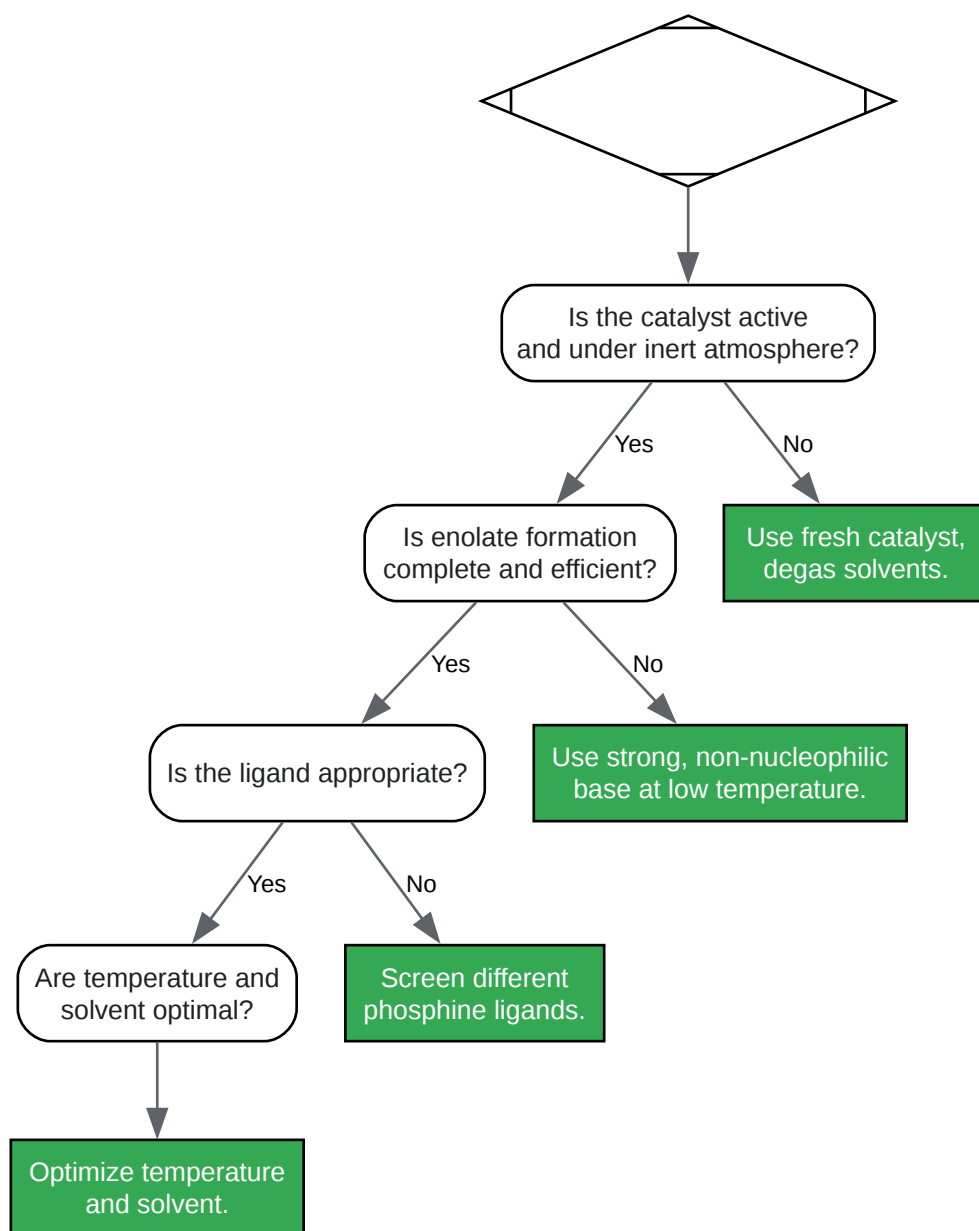 Is the catalyst active
and under inert atmosphere?
Yes
No
Is enolate formation
complete and efficient?
Use fresh catalyst,
degas solvents.
Yes
No
Is the ligand appropriate?
Use strong, non-nucleophilic
base at low temperature.
Yes
No
Are temperature and
solvent optimal?
Screen different
phosphine ligands.
Optimize temperature
and solvent.